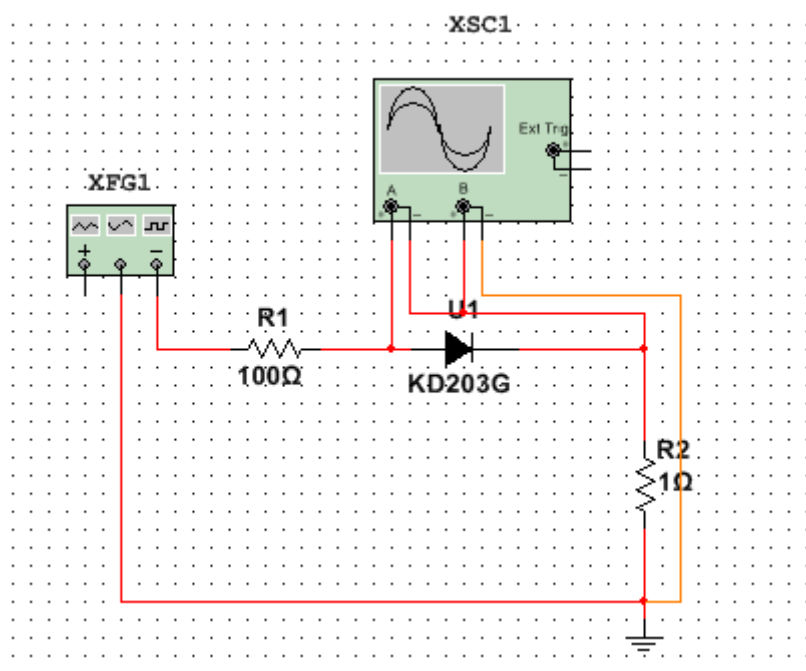 XSC1
Ext Trig
+
-
A
B
+
-
+
-
XFG1
+
-
R1
100Ω
U1
KD203G
R2
1Ω